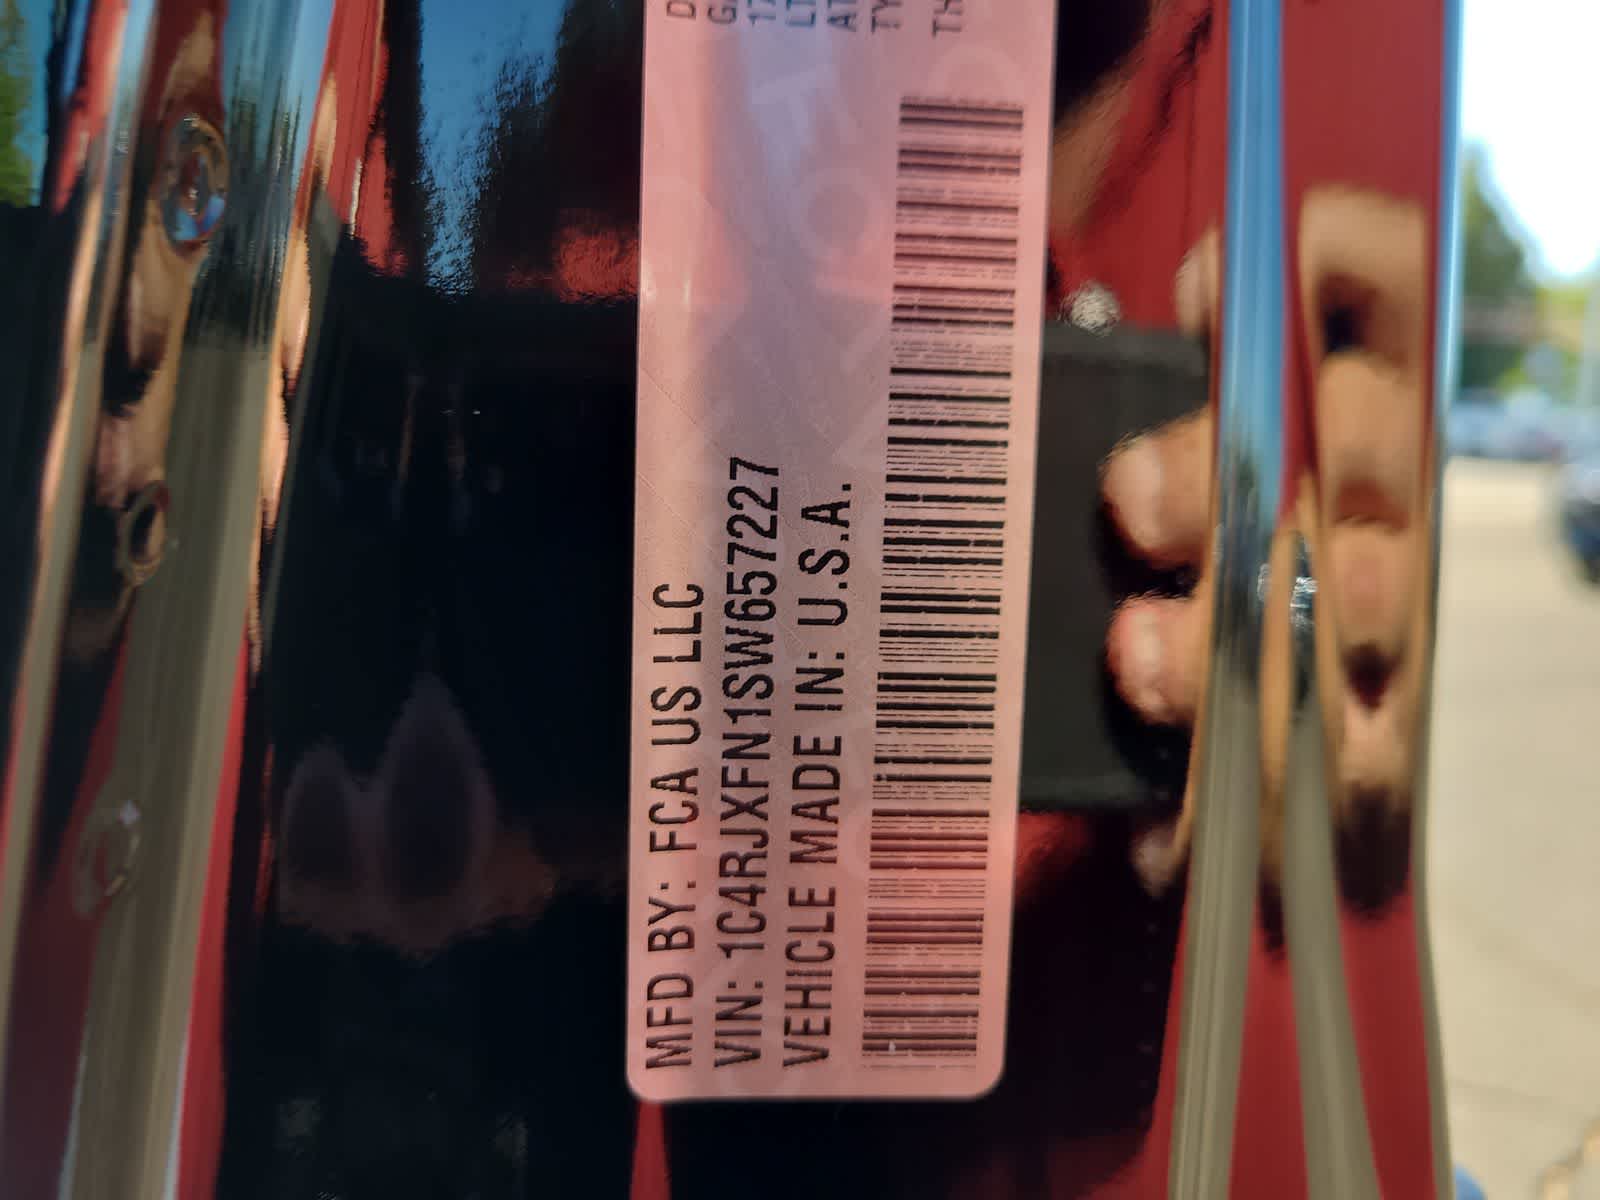 MFD BY: FCA US LLC
VIN: 1C4RJXFN1SW657227
VEHICLE MADE IN: U.S.A.